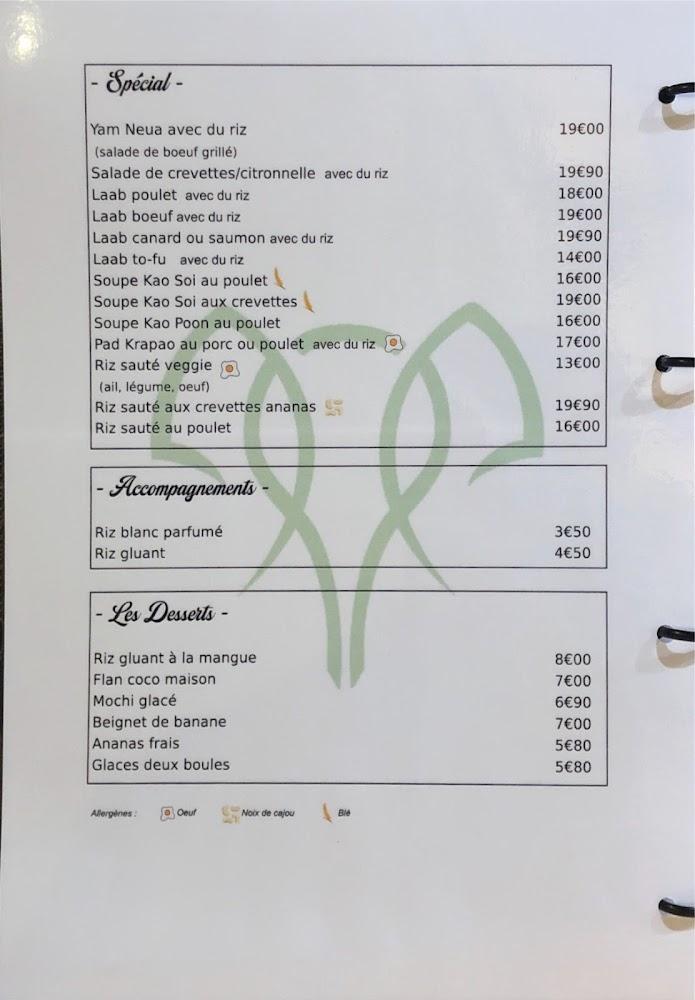 - Spécial -
Yam Neua avec du riz 19€00
(salade de boeuf grillé)
Salade de crevettes/citronnelle avec du riz 19€90
Laab poulet avec du riz 18€00
Laab boeuf avec du riz 19€00
Laab canard ou saumon avec du riz 19€90
Laab to-fu avec du riz 14€00
Soupe Kao Soi au poulet 16€00
Soupe Kao Soi aux crevettes 19€00
Soupe Kao Poon au poulet 16€00
Pad Krapao au porc ou poulet avec du riz 17€00
Riz sauté veggie 13€00
(ail, légume, oeuf)
Riz sauté aux crevettes ananas 19€90
Riz sauté au poulet 16€00
- Accompagnements -
Riz blanc parfumé 3€50
Riz gluant 4€50
- Les Desserts -
Riz gluant à la mangue 8€00
Flan coco maison 7€00
Mochi glacé 6€90
Beignet de banane 7€00
Ananas frais 5€80
Glaces deux boules 5€80
Allergènes : Oeuf Noix de cajou Blé